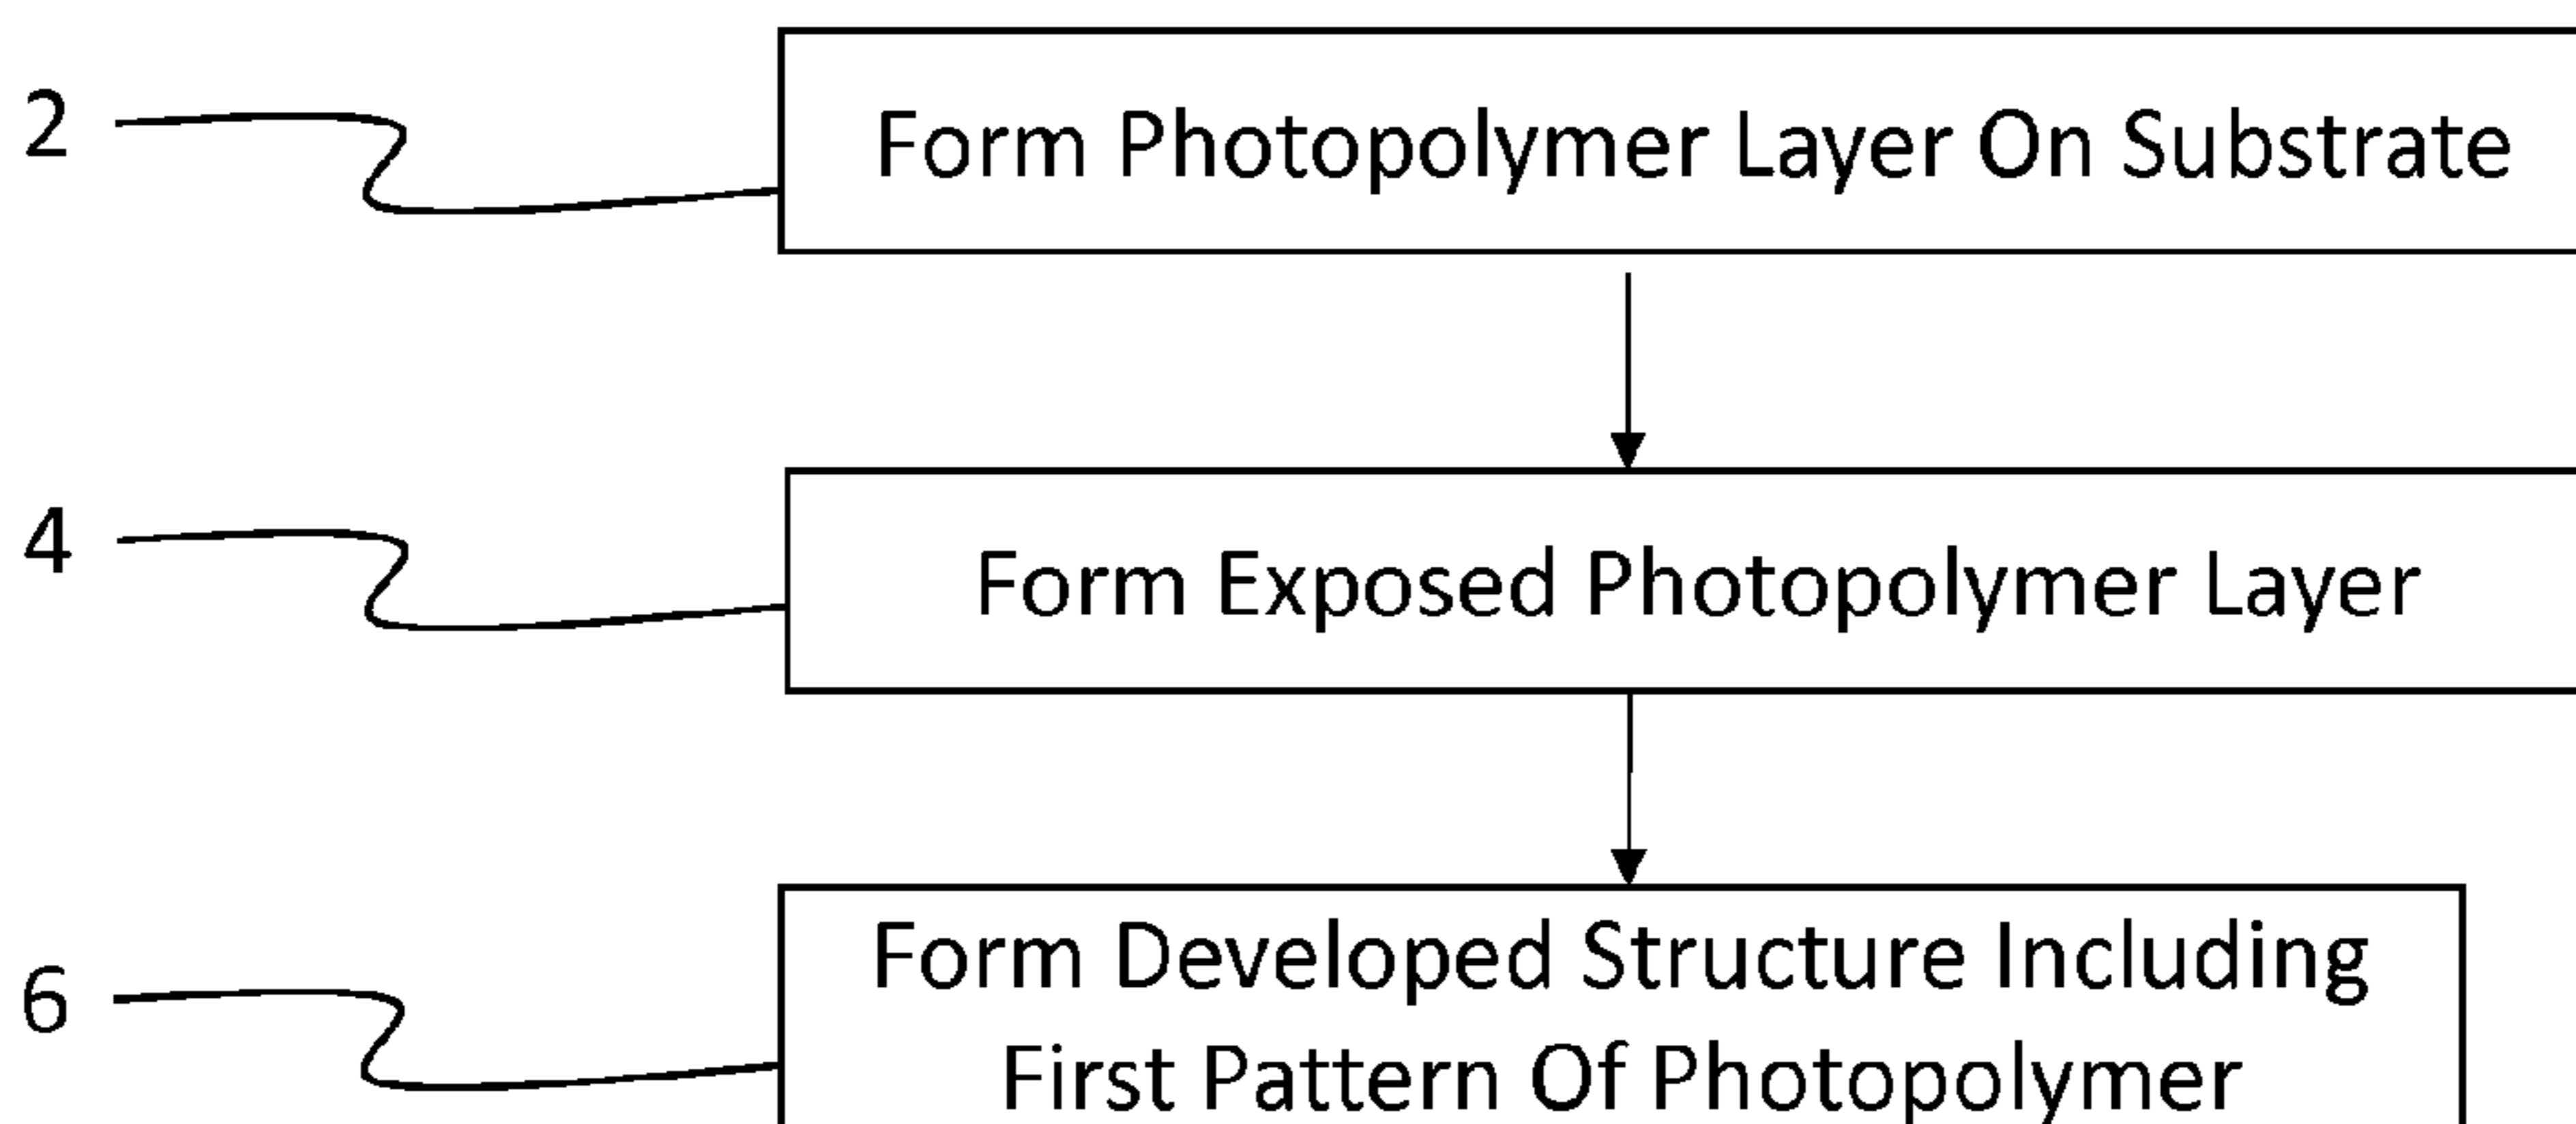 2
Form Photopolymer Layer On Substrate
4
Form Exposed Photopolymer Layer
6
Form Developed Structure Including
First Pattern Of Photopolymer